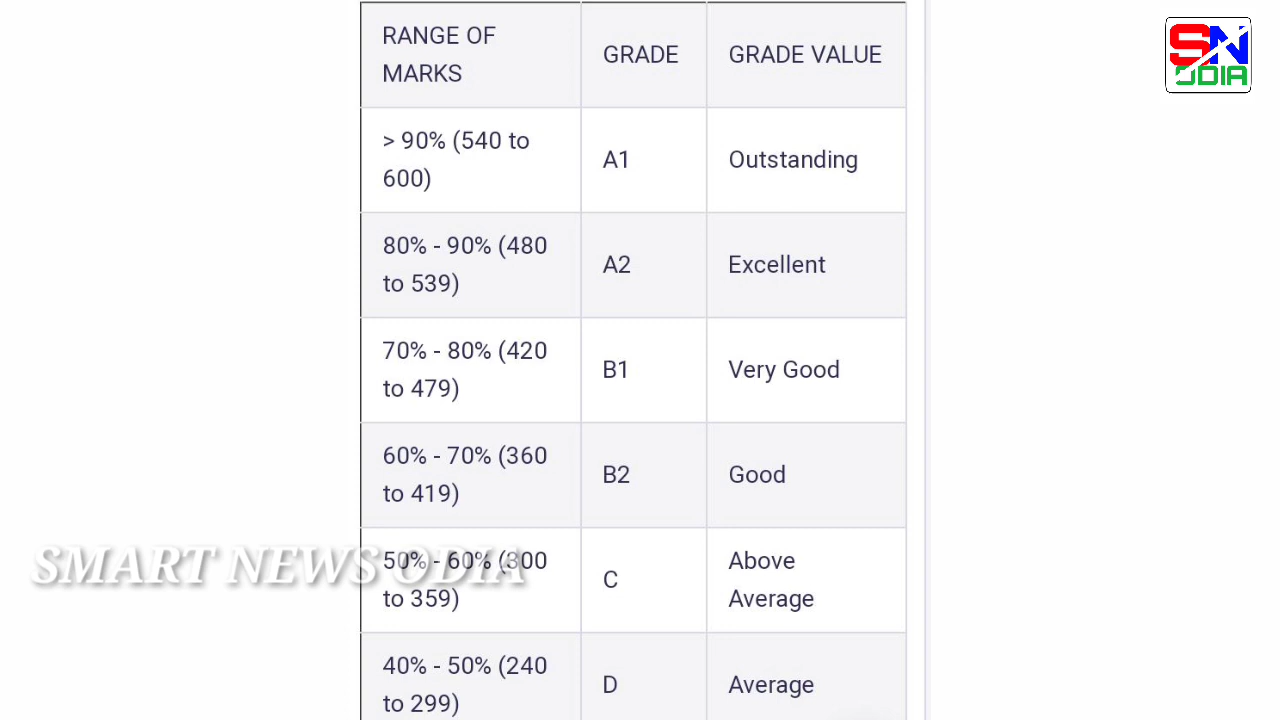 RANGE OF
MARKS
GRADE
GRADE VALUE
> 90% (540 to
600)
A1
Outstanding
80% - 90% (480
to 539)
A2
Excellent
70% - 80% (420
to 479)
B1
Very Good
60% - 70% (360
to 419)
B2
Good
50% - 60% (300
to 359)
C
Above
Average
40% - 50% (240
to 299)
D
Average
SMART NEWS ODIA
SN
ODIA